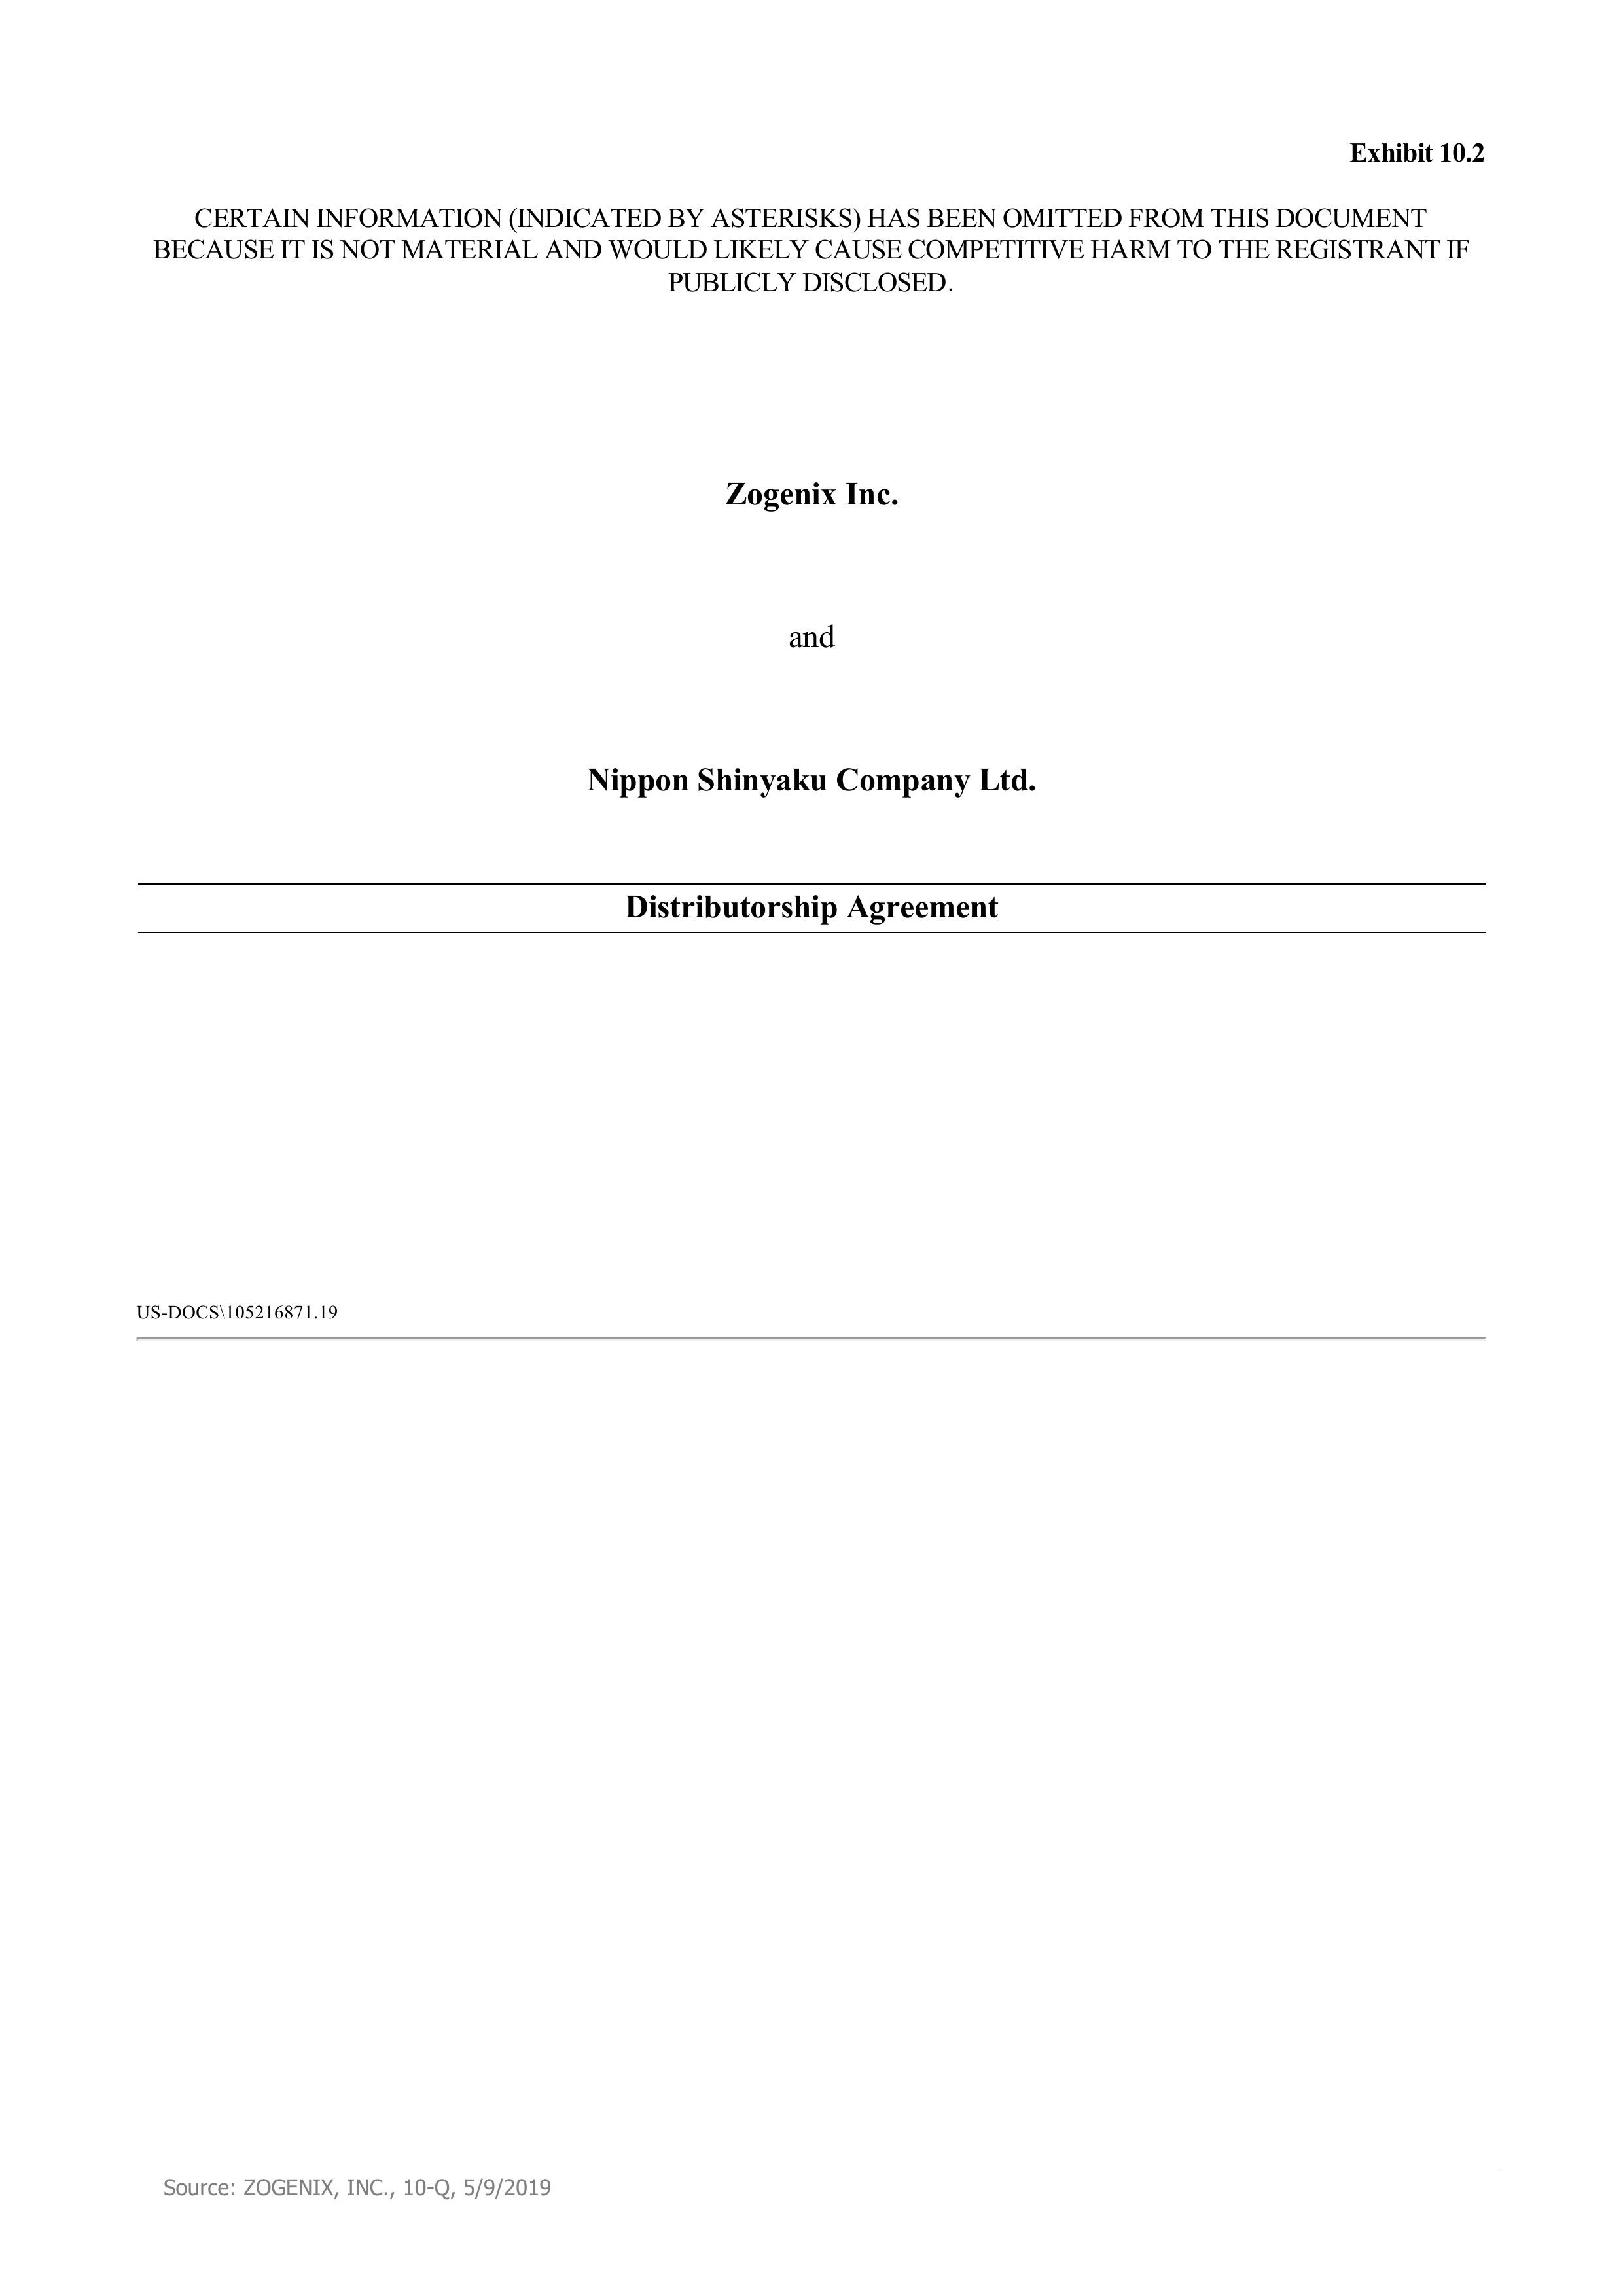 Exhibit 10.2
CERTAIN INFORMATION (INDICATED BY ASTERISKS) HAS BEEN OMITTED FROM THIS DOCUMENT
BECAUSE IT IS NOT MATERIAL AND WOULD LIKELY CAUSE COMPETITIVE HARM TO THE REGISTRANT IF
PUBLICLY DISCLOSED.
Zogenix Inc.
and
Nippon Shinyaku Company Ltd.
Distributorship Agreement
US-DOCS\105216871.19
Source: ZOGENIX, INC., 10-Q, 5/9/2019